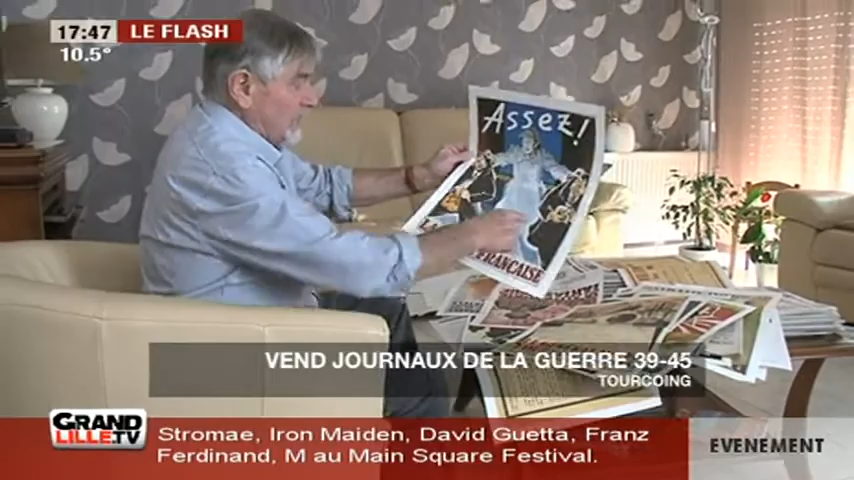 17:47 LE FLASH
10.5°
Assez!
FRANÇAISE
VEND JOURNAUX DE LA GUERRE 39-45
TOURCOING
GRAND
LILLE.TV
Stromae, Iron Maiden, David Guetta, Franz
Ferdinand, M au Main Square Festival.
EVENEMENT